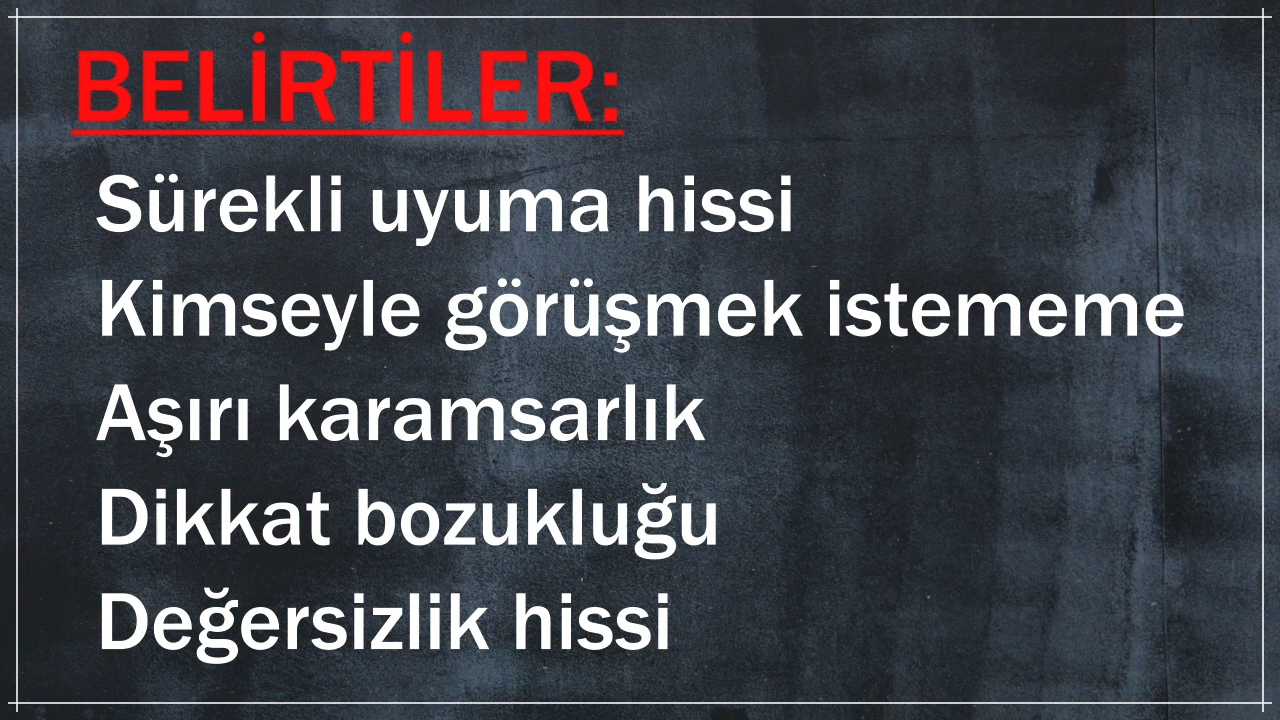 BELİRTİLER:
Sürekli uyuma hissi
Kimseyle görüşmek istememe
Aşırı karamsarlık
Dikkat bozukluğu
Değersizlik hissi